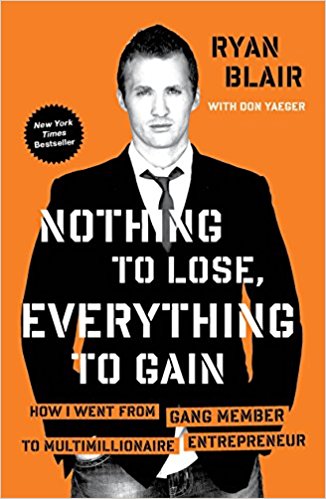 RYAN
BLAIR
WITH DON YAEGER
New York
Times
Bestseller
NOTHING
TO LOSE,
EVERYTHING
TO GAIN
HOW I WENT FROM
GANG MEMBER
TO MULTIMILLIONAIRE
ENTREPRENEUR